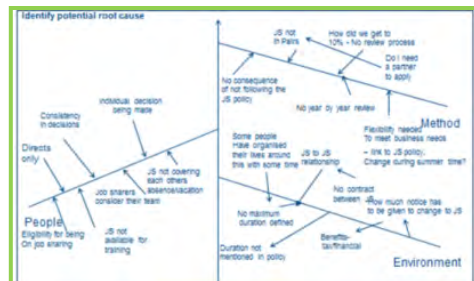 Identify potential root cause
JS not
in Pairs
How did we get to
10% - No review process
Do I need
a partner
to apply
No consequence
of not following the
JS policy
No year by year review
Method
Flexibility needed
To meet business needs
– link to JS policy,
Change during summer time?
Individual decision
being made
Consistency
in decisions
Directs
only
JS not covering
each others
absence/vacation
Job sharers
consider their team
People
Eligibility for being
On job sharing
JS not
available for
training
Some people
Have organised
their lives around
this with some time
JS to JS
relationship
No contract
between JS
How much notice has
to be given to change to JS
No maximum
duration defined
Benefits-
tax/financial
Duration not
mentioned in policy
Environment